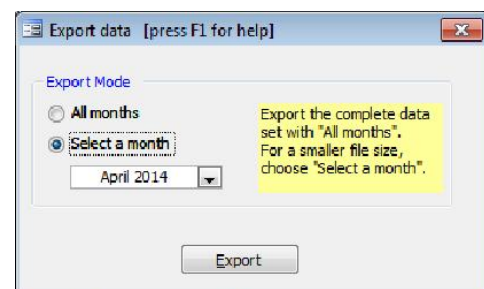 Export data [press F1 for help]
Export Mode
All months
Select a month
April 2014
Export the complete data
set with "All months".
For a smaller file size,
choose "Select a month".
Export